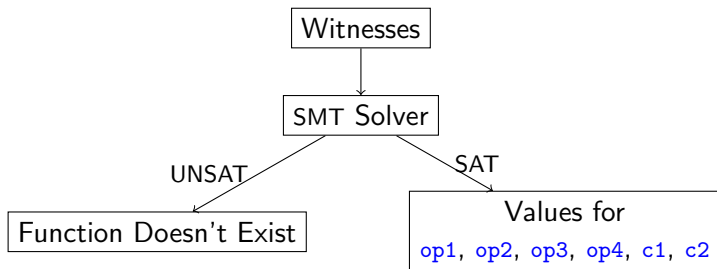 Witnesses
SMT Solver
UNSAT
SAT
Function Doesn't Exist
Values for
op1, op2, op3, op4, c1, c2